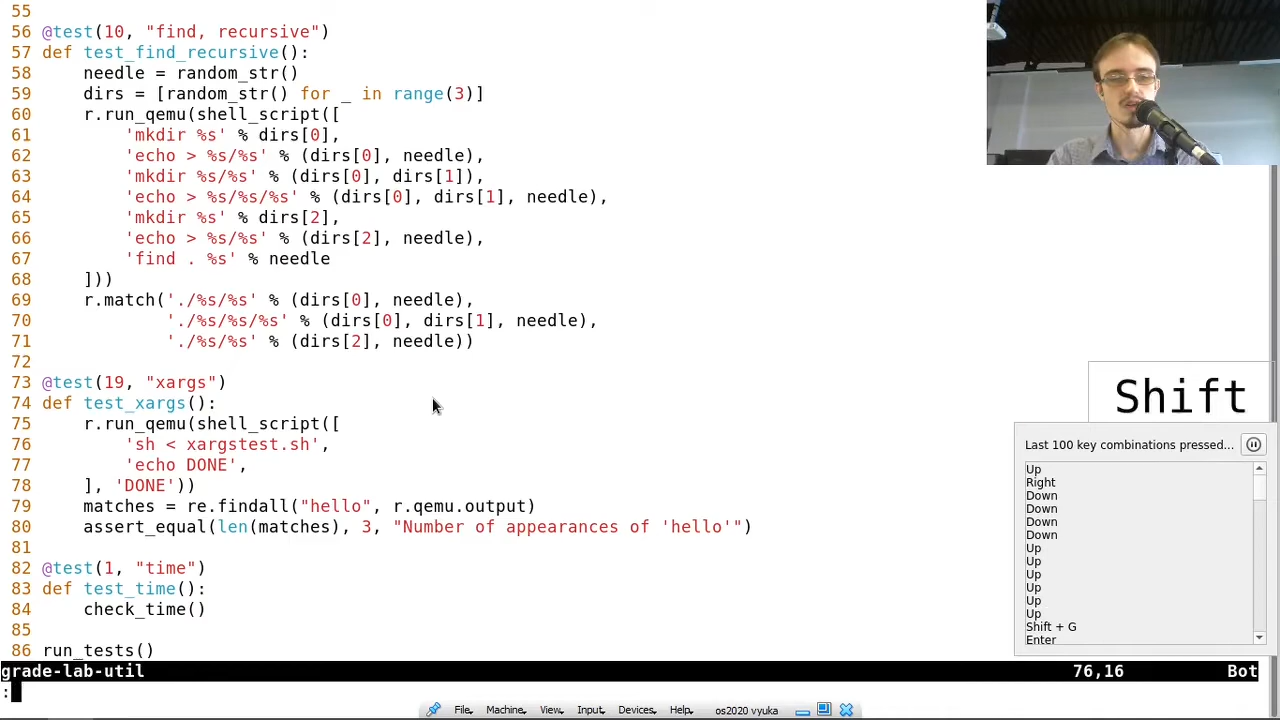 55
56 @test(10, "find, recursive")
57 def test_find_recursive():
58     needle = random_str()
59     dirs = [random_str() for _ in range(3)]
60     r.run_qemu(shell_script([
61         'mkdir %s' % dirs[0],
62         'echo > %s/%s' % (dirs[0], needle),
63         'mkdir %s/%s' % (dirs[0], dirs[1]),
64         'echo > %s/%s/%s' % (dirs[0], dirs[1], needle),
65         'mkdir %s' % dirs[2],
66         'echo > %s/%s' % (dirs[2], needle),
67         'find . %s' % needle
68     ]))
69     r.match('./%s/%s' % (dirs[0], needle),
70             './%s/%s/%s' % (dirs[0], dirs[1], needle),
71             './%s/%s' % (dirs[2], needle))
72
73 @test(19, "xargs")
74 def test_xargs():
75     r.run_qemu(shell_script([
76         'sh < xargstest.sh',
77         'echo DONE',
78     ], 'DONE'))
79     matches = re.findall("hello", r.qemu.output)
80     assert_equal(len(matches), 3, "Number of appearances of 'hello'")
81
82 @test(1, "time")
83 def test_time():
84     check_time()
85
86 run_tests()
grade-lab-util 76,16 Bot
:
Shift
Last 100 key combinations pressed...
Up
Right
Down
Down
Down
Down
Up
Up
Up
Up
Up
Up
Shift + G
Enter
File Machine View Input Devices Help os2020 vyuka